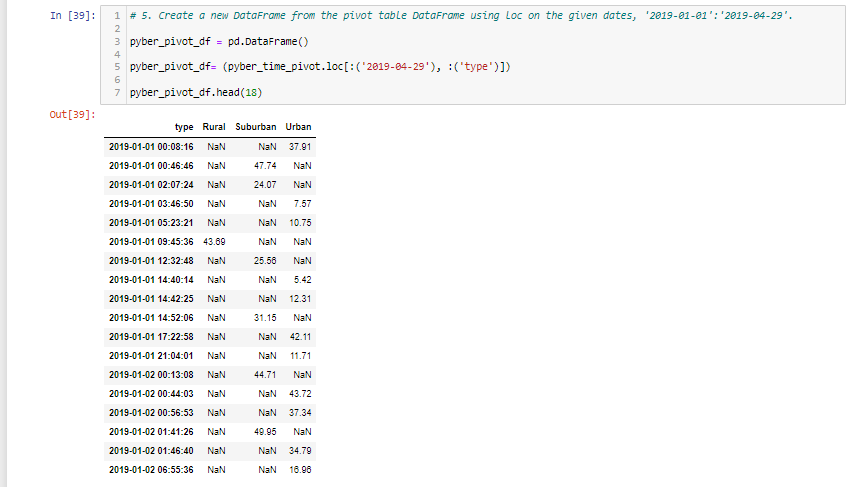 In [39]:
1 # 5. Create a new DataFrame from the pivot table DataFrame using loc on the given dates, '2019-01-01':'2019-04-29'.
2
3 pyber_pivot_df = pd.DataFrame()
4
5 pyber_pivot_df= (pyber_time_pivot.loc[:('2019-04-29'), :('type')])
6
7 pyber_pivot_df.head(18)
Out[39]:
type Rural Suburban Urban
2019-01-01 00:08:16 NaN NaN 37.91
2019-01-01 00:46:46 NaN 47.74 NaN
2019-01-01 02:07:24 NaN 24.07 NaN
2019-01-01 03:46:50 NaN NaN 7.57
2019-01-01 05:23:21 NaN NaN 10.75
2019-01-01 09:45:36 43.69 NaN NaN
2019-01-01 12:32:48 NaN 25.56 NaN
2019-01-01 14:40:14 NaN NaN 5.42
2019-01-01 14:42:25 NaN NaN 12.31
2019-01-01 14:52:06 NaN 31.15 NaN
2019-01-01 17:22:58 NaN NaN 42.11
2019-01-01 21:04:01 NaN NaN 11.71
2019-01-02 00:13:08 NaN 44.71 NaN
2019-01-02 00:44:03 NaN NaN 43.72
2019-01-02 00:56:53 NaN NaN 37.34
2019-01-02 01:41:26 NaN 49.95 NaN
2019-01-02 01:46:40 NaN NaN 34.79
2019-01-02 06:55:36 NaN NaN 16.96